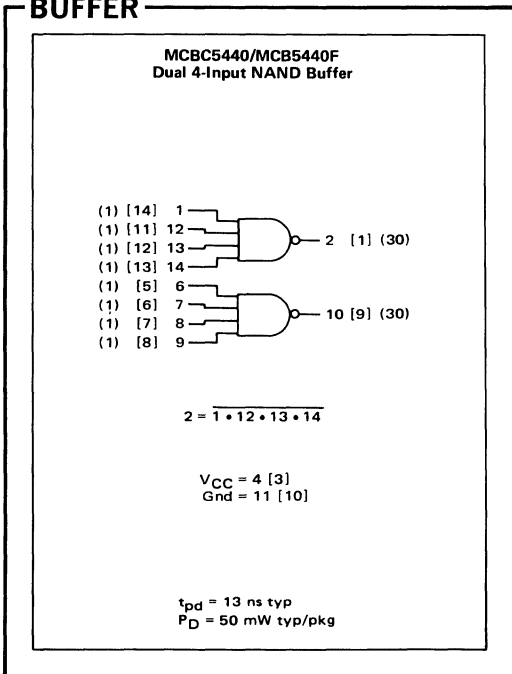 BUFFER
MCBC5440/MCB5440F
Dual 4-Input NAND Buffer
(1) [14] 1
(1) [11] 12
(1) [12] 13
(1) [13] 14
2 [1] (30)
(1) [5] 6
(1) [6] 7
(1) [7] 8
(1) [8] 9
10 [9] (30)
2 = 1 • 12 • 13 • 14
VCC = 4 [3]
Gnd = 11 [10]
tpd = 13 ns typ
PD = 50 mW typ/pkg